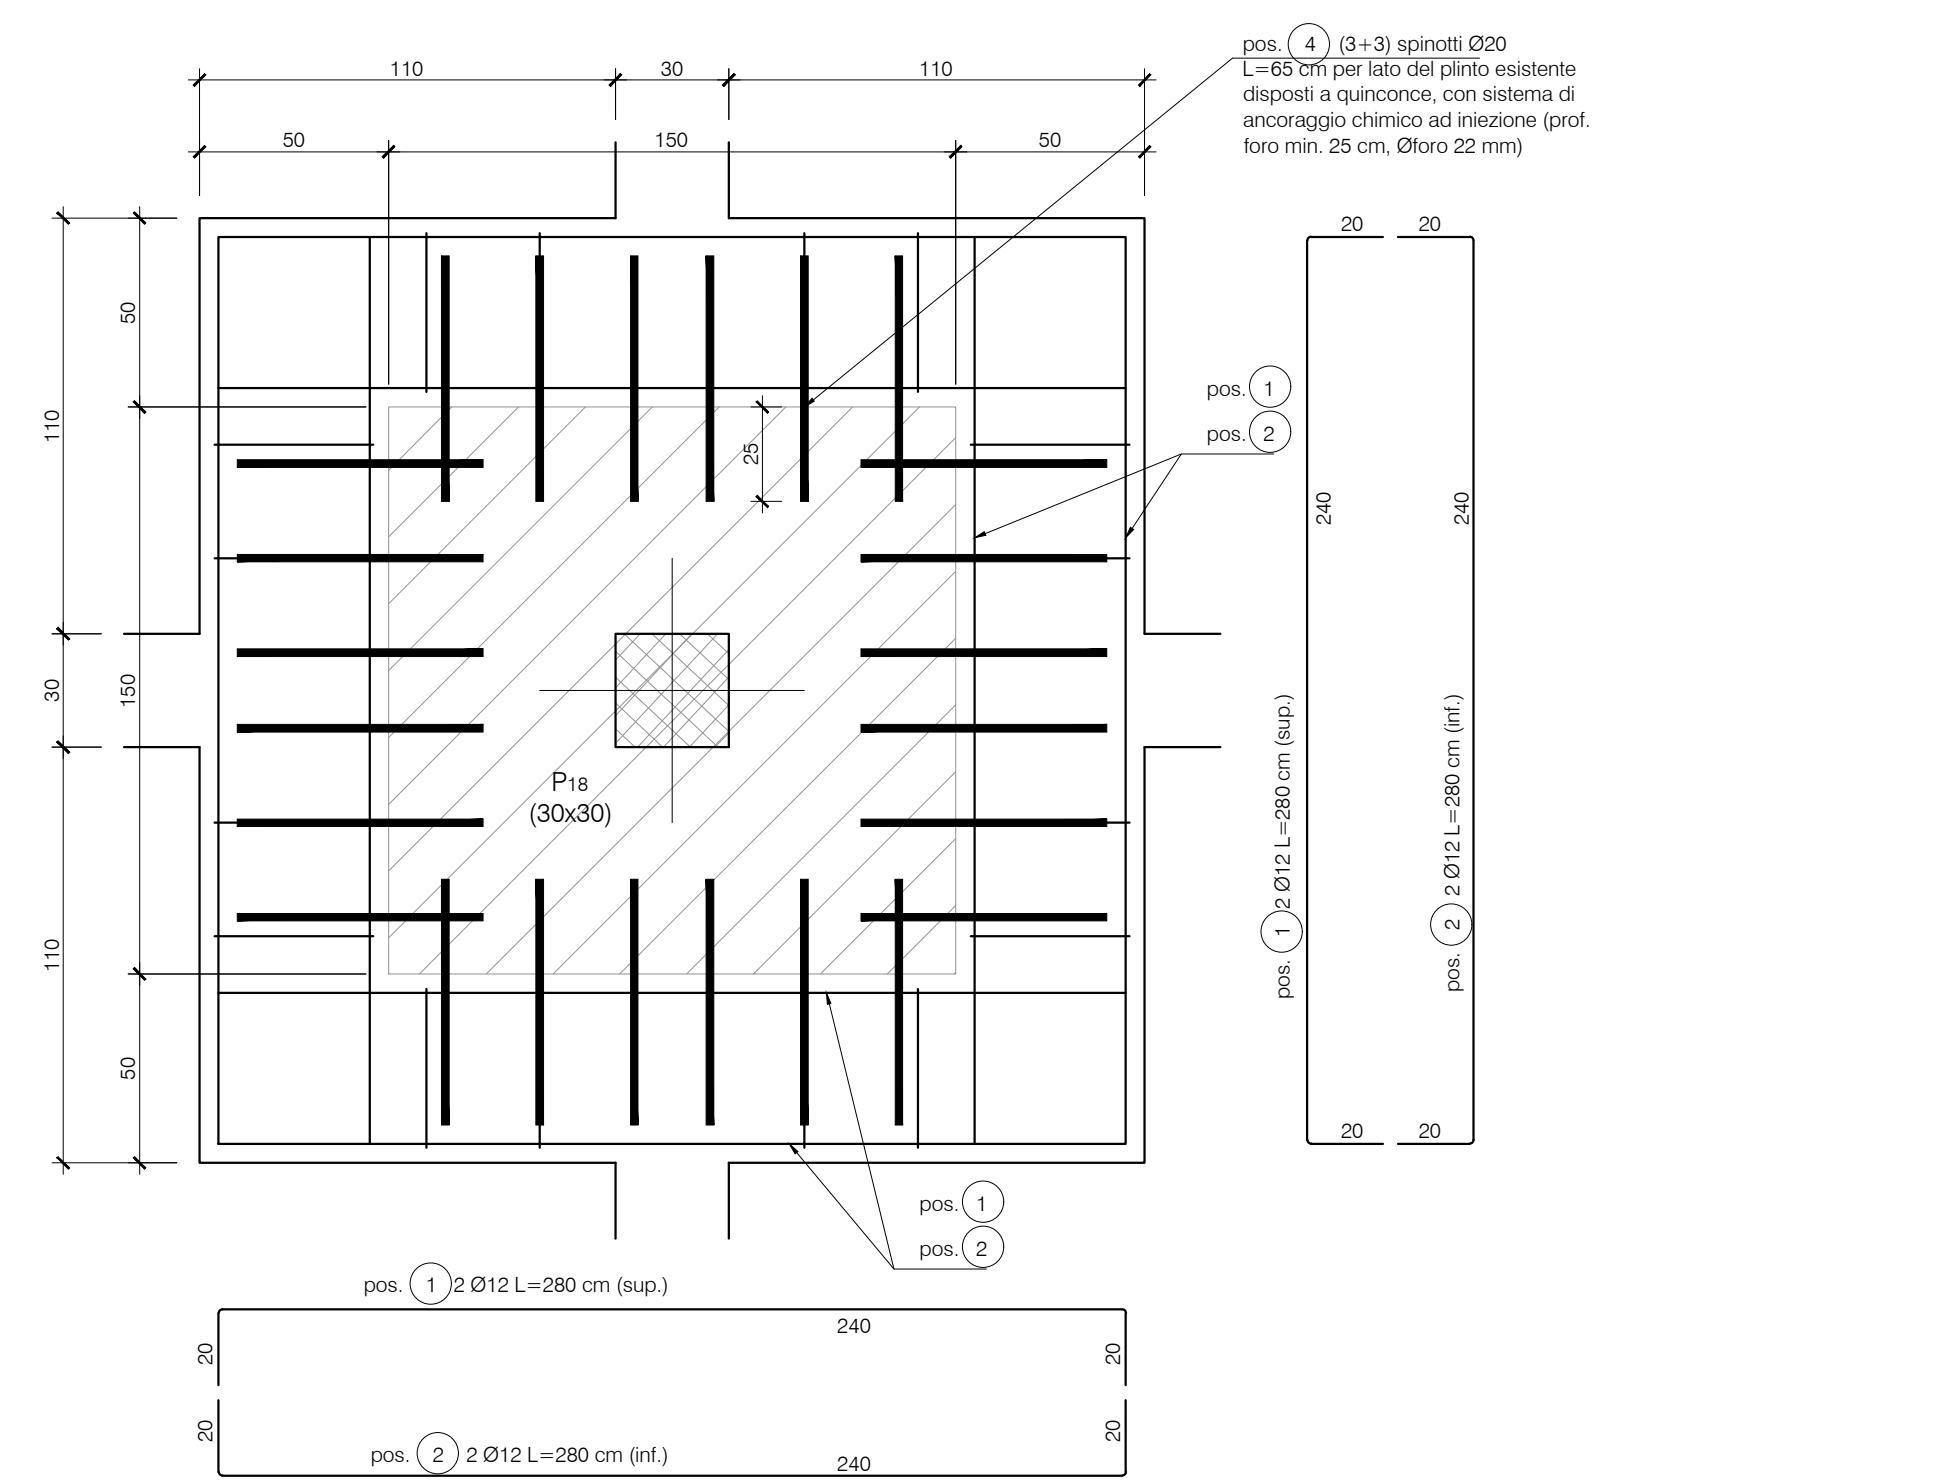 pos. 4 (3+3) spinotti Ø20
L=65 cm per lato del plinto esistente
disposti a quinconce, con sistema di
ancoraggio chimico ad iniezione (prof.
foro min. 25 cm, Øforo 22 mm)
110 30 110
50 150 50
20 20
50
110
25
pos. 1
pos. 2
240
240
30
150
P18
(30x30)
pos. 1 2 Ø12 L=280 cm (sup.)
pos. 2 2 Ø12 L=280 cm (inf.)
110
50
20 20
pos. 1
pos. 2
pos. 1 2 Ø12 L=280 cm (sup.)
240
20 20
20 20
pos. 2 2 Ø12 L=280 cm (inf.)
240